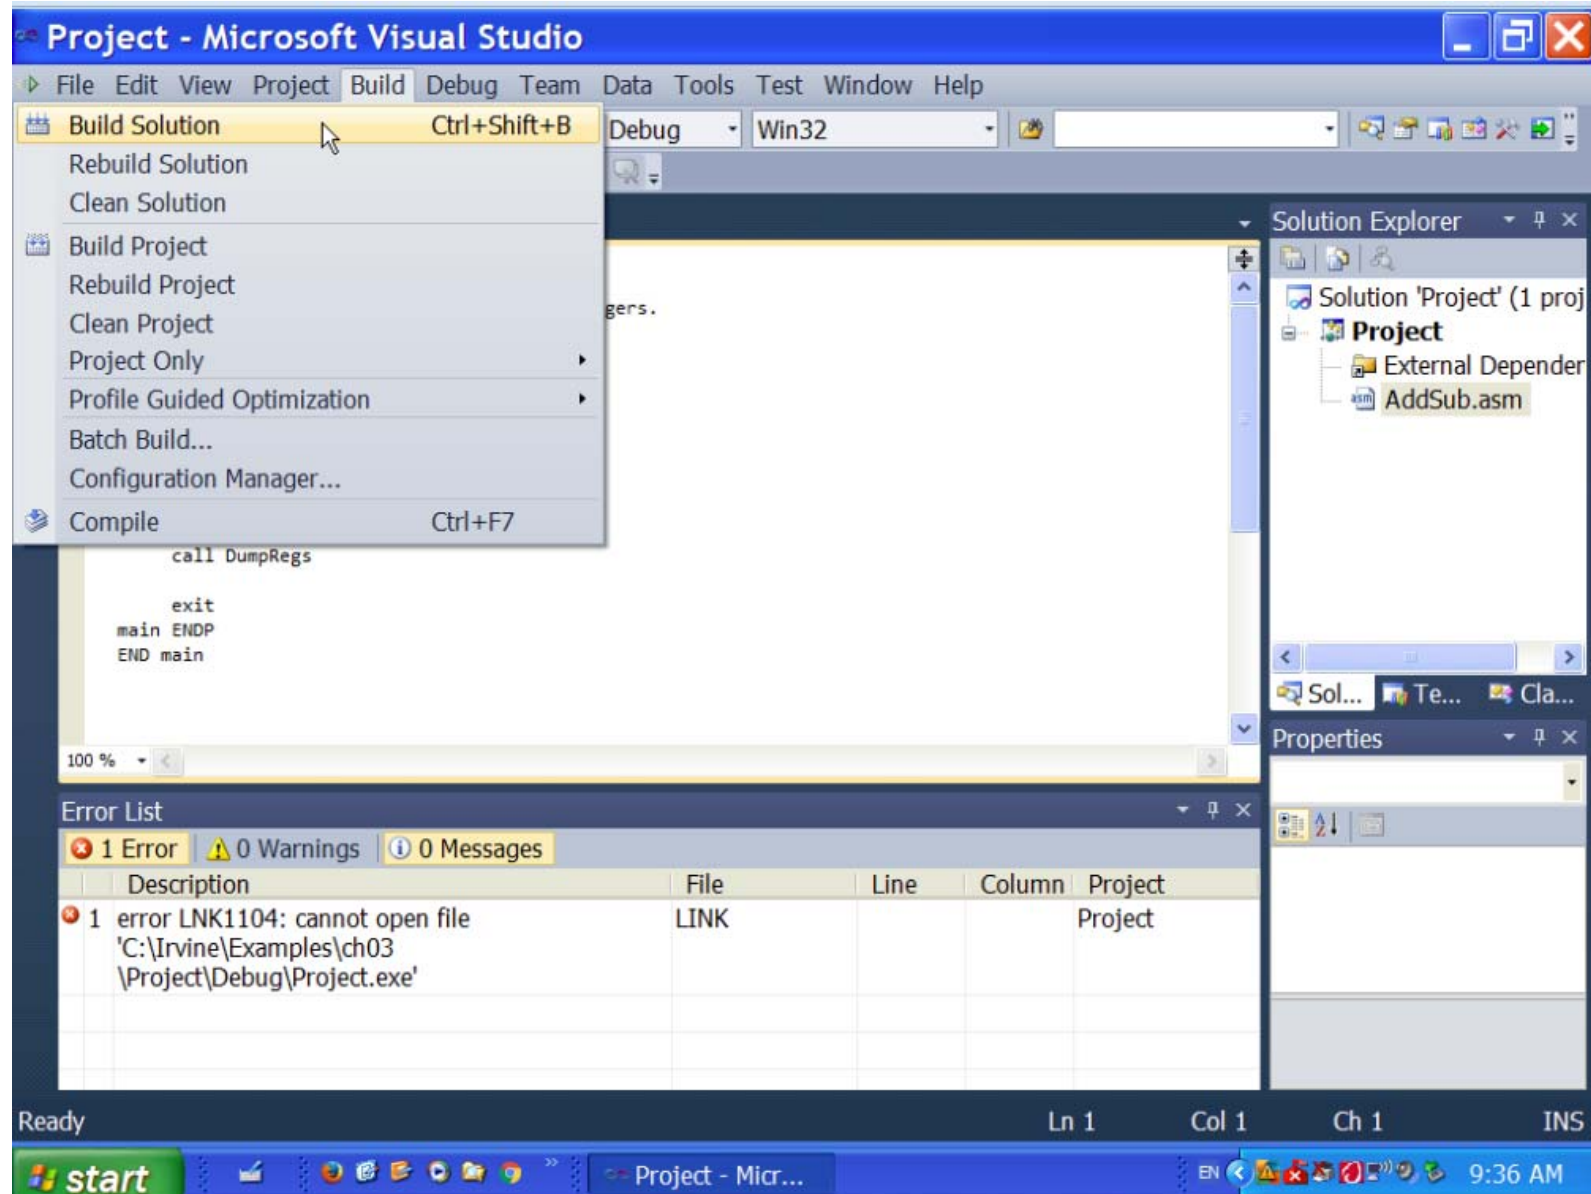 Project - Microsoft Visual Studio
File Edit View Project Build Debug Team Data Tools Test Window Help
Build Solution Ctrl+Shift+B
Debug Win32
Rebuild Solution
Clean Solution
Build Project
Rebuild Project
Clean Project
Project Only
Profile Guided Optimization
Batch Build...
Configuration Manager...
Compile Ctrl+F7
gers.
call DumpRegs
exit
main ENDP
END main
100 %
Solution Explorer
Solution 'Project' (1 proj
Project
External Depender
asm AddSub.asm
Sol... Te... Cla...
Properties
Error List
1 Error 0 Warnings 0 Messages
Description File Line Column Project
1 error LNK1104: cannot open file LINK Project
'C:\Irvine\Examples\ch03
\Project\Debug\Project.exe'
Ready Ln 1 Col 1 Ch 1 INS
start Project - Micr... EN 9:36 AM